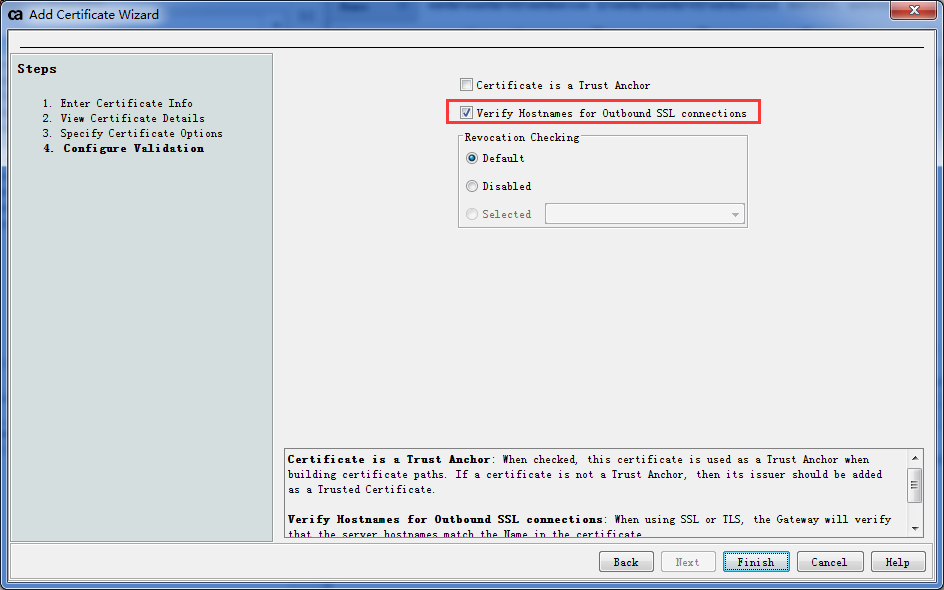 ca Add Certificate Wizard
Steps
1. Enter Certificate Info
2. View Certificate Details
3. Specify Certificate Options
4. Configure Validation
Certificate is a Trust Anchor
Verify Hostnames for Outbound SSL connections
Revocation Checking
Default
Disabled
Selected
Certificate is a Trust Anchor: When checked, this certificate is used as a Trust Anchor when
building certificate paths. If a certificate is not a Trust Anchor, then its issuer should be added
as a Trusted Certificate.
Verify Hostnames for Outbound SSL connections: When using SSL or TLS, the Gateway will verify
that the server hostnames match the Name in the certificate
Back
Next
Finish
Cancel
Help